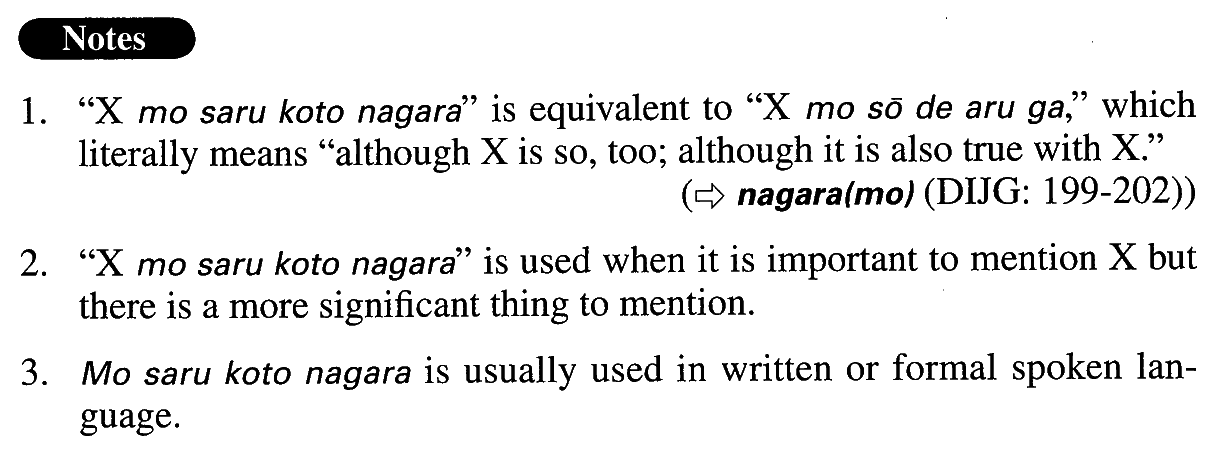 Notes
1. “X mo saru koto nagara” is equivalent to “X mo sō de aru ga,” which
literally means “although X is so, too; although it is also true with X.”
(⇨ nagara(mo) (DIJG: 199-202))
2. “X mo saru koto nagara” is used when it is important to mention X but
there is a more significant thing to mention.
3. Mo saru koto nagara is usually used in written or formal spoken lan-
guage.